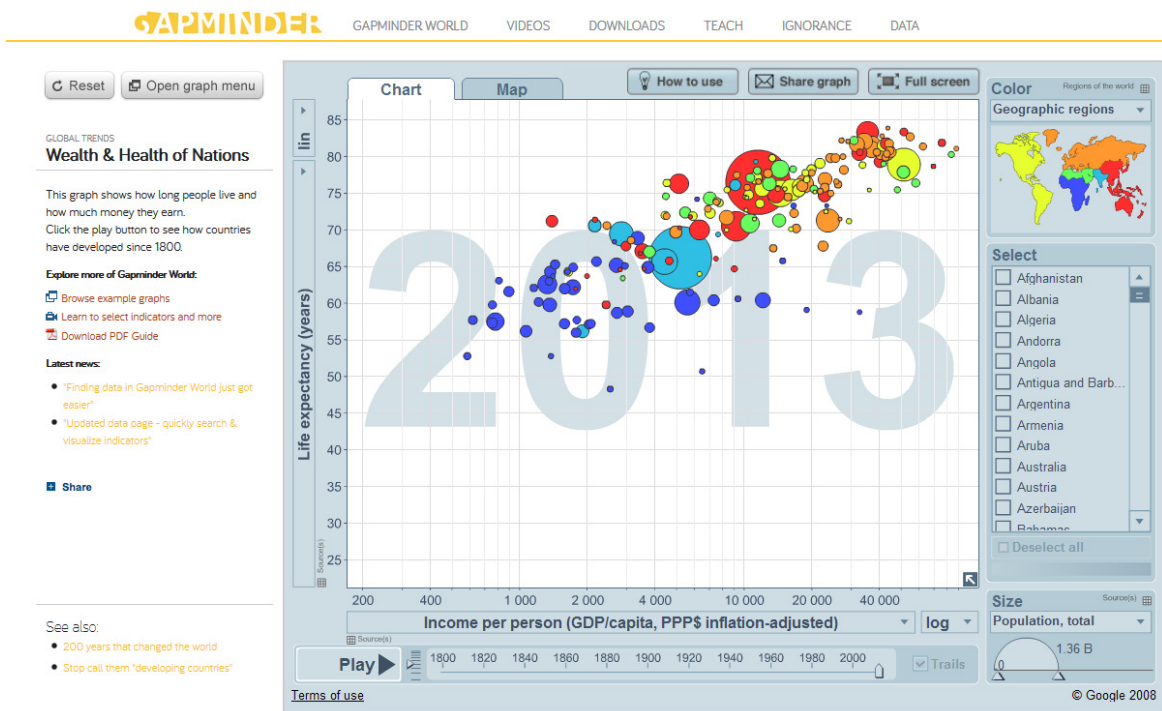 GAPMINDER
GAPMINDER WORLD VIDEOS DOWNLOADS TEACH IGNORANCE DATA
Reset Open graph menu
GLOBAL TRENDS
Wealth & Health of Nations
This graph shows how long people live and
how much money they earn.
Click the play button to see how countries
have developed since 1800.
Explore more of Gapminder World:
Browse example graphs
Learn to select indicators and more
Download PDF Guide
Latest news:
"Finding data in Gapminder World just got
easier"
"Updated data page - quickly search &
visualize indicators"
Share
See also:
200 years that changed the world
Stop call them "developing countries"
Chart Map How to use Share graph Full screen
lin
Life expectancy (years)
Source(s)
85
80
75
70
65
60
55
50
45
40
35
30
25
2013
200 400 1 000 2 000 4 000 10 000 20 000 40 000
Income per person (GDP/capita, PPP$ inflation-adjusted) log
Source(s)
Play 1800 1820 1840 1860 1880 1900 1920 1940 1960 1980 2000 Trails
Terms of use
Color Regions of the world
Geographic regions
Select
Afghanistan
Albania
Algeria
Andorra
Angola
Antigua and Barb...
Argentina
Armenia
Aruba
Australia
Austria
Azerbaijan
Bahamas
Deselect all
Size Source(s)
Population, total
1.36 B
0
© Google 2008